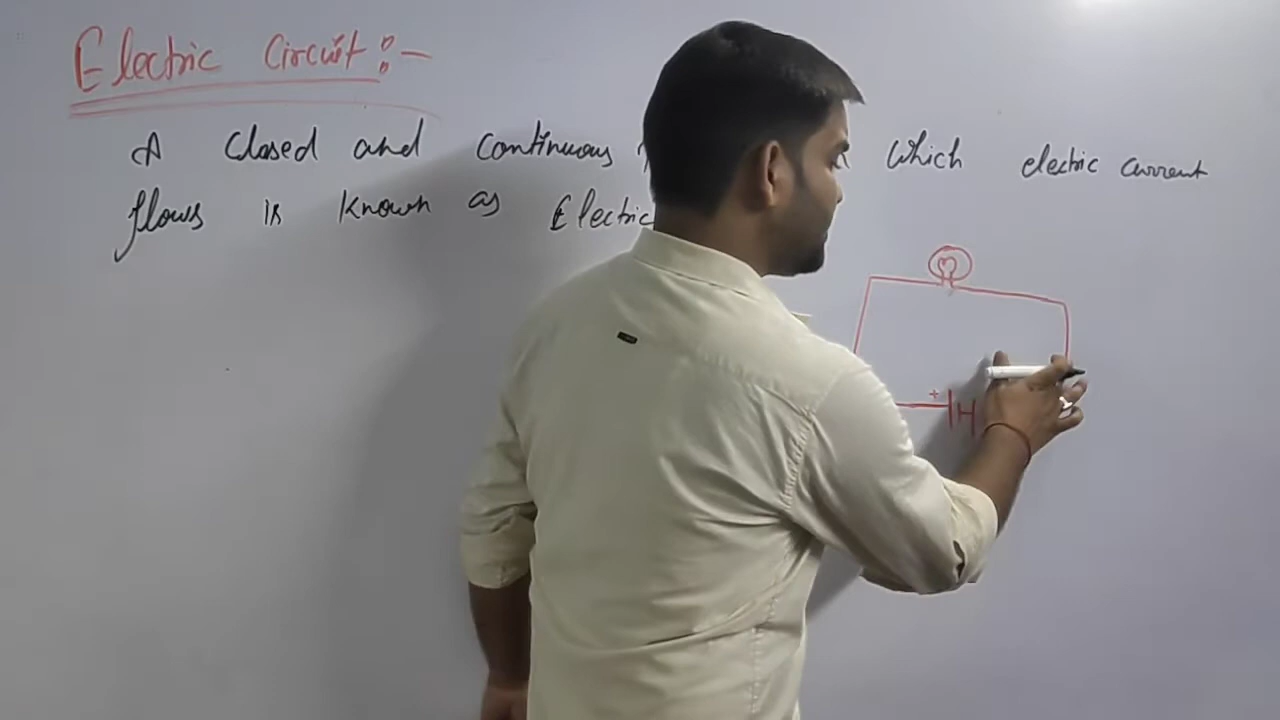 Electric Circuit :-
A closed and continuous which electric current
flows is known as Electric
+